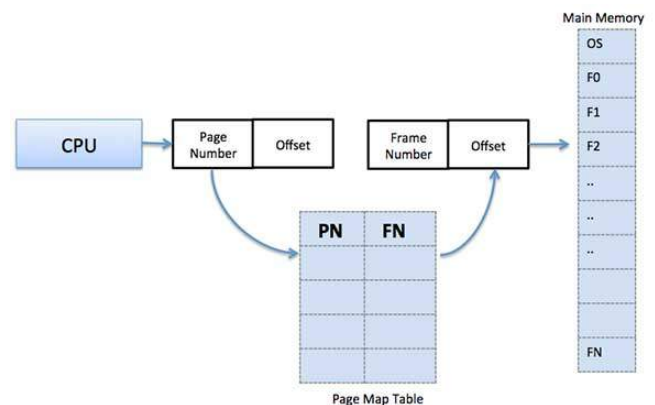 Main Memory
OS
F0
F1
F2
..
..
..
FN
CPU
Page
Number
Offset
Frame
Number
Offset
PN
FN
Page Map Table